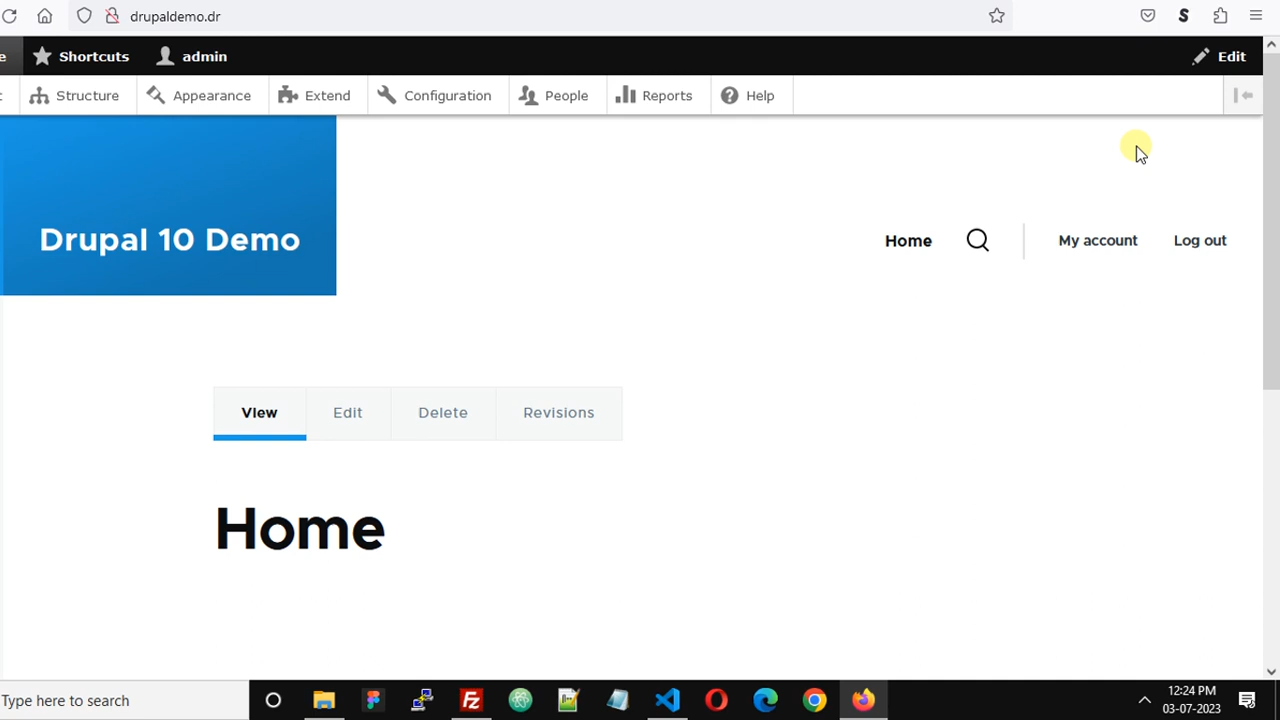 drupaldemo.dr
e Shortcuts admin Edit
t Structure Appearance Extend Configuration People Reports Help
Drupal 10 Demo
Home My account Log out
View Edit Delete Revisions
Home
Type here to search
12:24 PM
03-07-2023